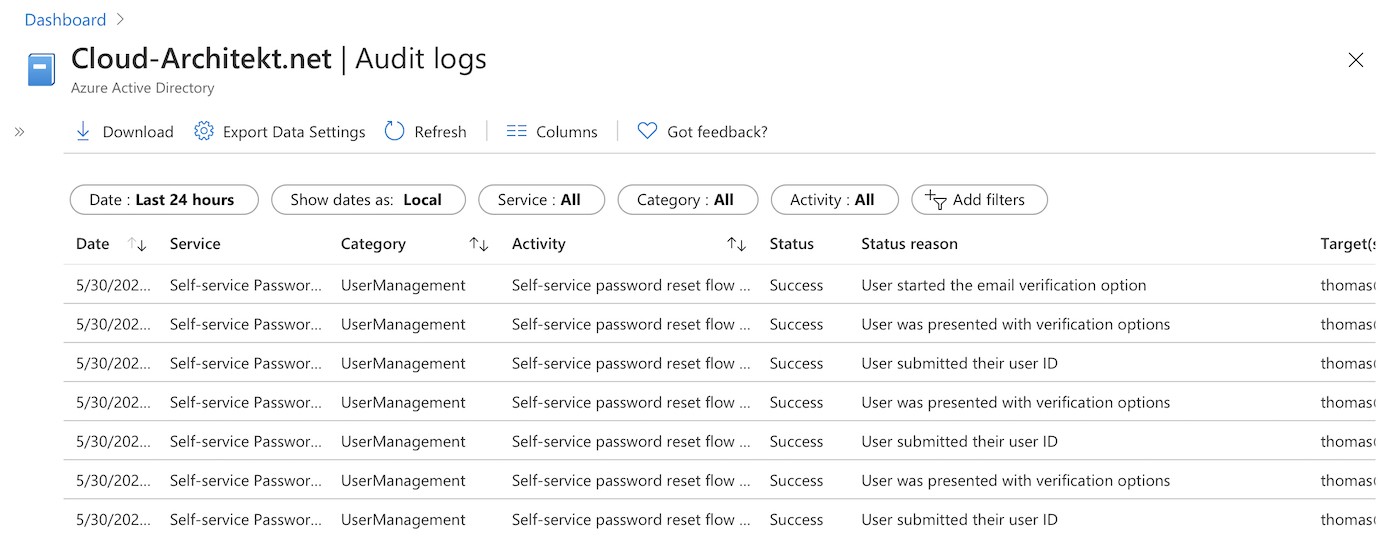 Dashboard
Cloud-Architekt.net | Audit logs
Azure Active Directory
Download Export Data Settings Refresh Columns Got feedback?
Date : Last 24 hours Show dates as: Local Service : All Category : All Activity : All Add filters
Date Service Category Activity Status Status reason Target(s
5/30/202... Self-service Passwor... UserManagement Self-service password reset flow ... Success User started the email verification option thomas@
5/30/202... Self-service Passwor... UserManagement Self-service password reset flow ... Success User was presented with verification options thomas@
5/30/202... Self-service Passwor... UserManagement Self-service password reset flow ... Success User submitted their user ID thomas@
5/30/202... Self-service Passwor... UserManagement Self-service password reset flow ... Success User was presented with verification options thomas@
5/30/202... Self-service Passwor... UserManagement Self-service password reset flow ... Success User submitted their user ID thomas@
5/30/202... Self-service Passwor... UserManagement Self-service password reset flow ... Success User was presented with verification options thomas@
5/30/202... Self-service Passwor... UserManagement Self-service password reset flow ... Success User submitted their user ID thomas@